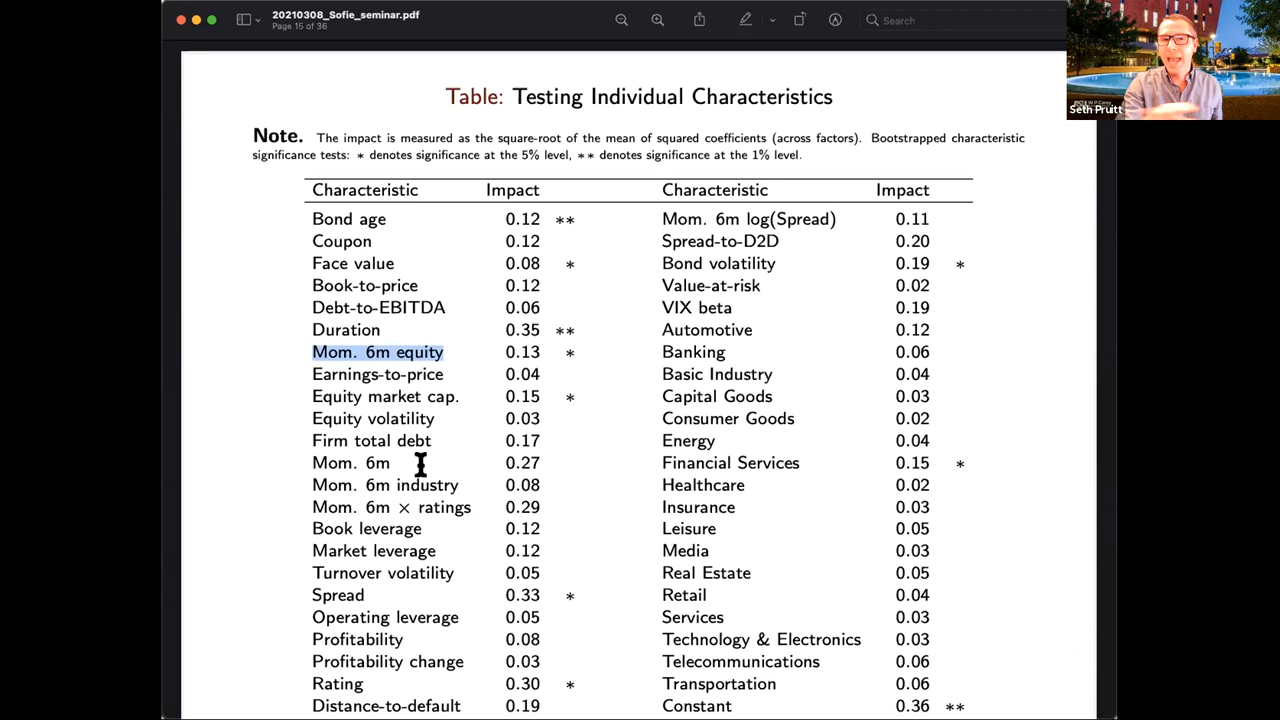 20210308_Sofie_seminar.pdf
Page 15 of 36
Search
Seth Pruitt
Table: Testing Individual Characteristics
Note. The impact is measured as the square-root of the mean of squared coefficients (across factors). Bootstrapped characteristic
significance tests: * denotes significance at the 5% level, ** denotes significance at the 1% level.
Characteristic Impact Characteristic Impact
Bond age 0.12 ** Mom. 6m log(Spread) 0.11
Coupon 0.12 Spread-to-D2D 0.20
Face value 0.08 * Bond volatility 0.19 *
Book-to-price 0.12 Value-at-risk 0.02
Debt-to-EBITDA 0.06 VIX beta 0.19
Duration 0.35 ** Automotive 0.12
Mom. 6m equity 0.13 * Banking 0.06
Earnings-to-price 0.04 Basic Industry 0.04
Equity market cap. 0.15 * Capital Goods 0.03
Equity volatility 0.03 Consumer Goods 0.02
Firm total debt 0.17 Energy 0.04
Mom. 6m 0.27 Financial Services 0.15 *
Mom. 6m industry 0.08 Healthcare 0.02
Mom. 6m × ratings 0.29 Insurance 0.03
Book leverage 0.12 Leisure 0.05
Market leverage 0.12 Media 0.03
Turnover volatility 0.05 Real Estate 0.05
Spread 0.33 * Retail 0.04
Operating leverage 0.05 Services 0.03
Profitability 0.08 Technology & Electronics 0.03
Profitability change 0.03 Telecommunications 0.06
Rating 0.30 * Transportation 0.06
Distance-to-default 0.19 Constant 0.36 **